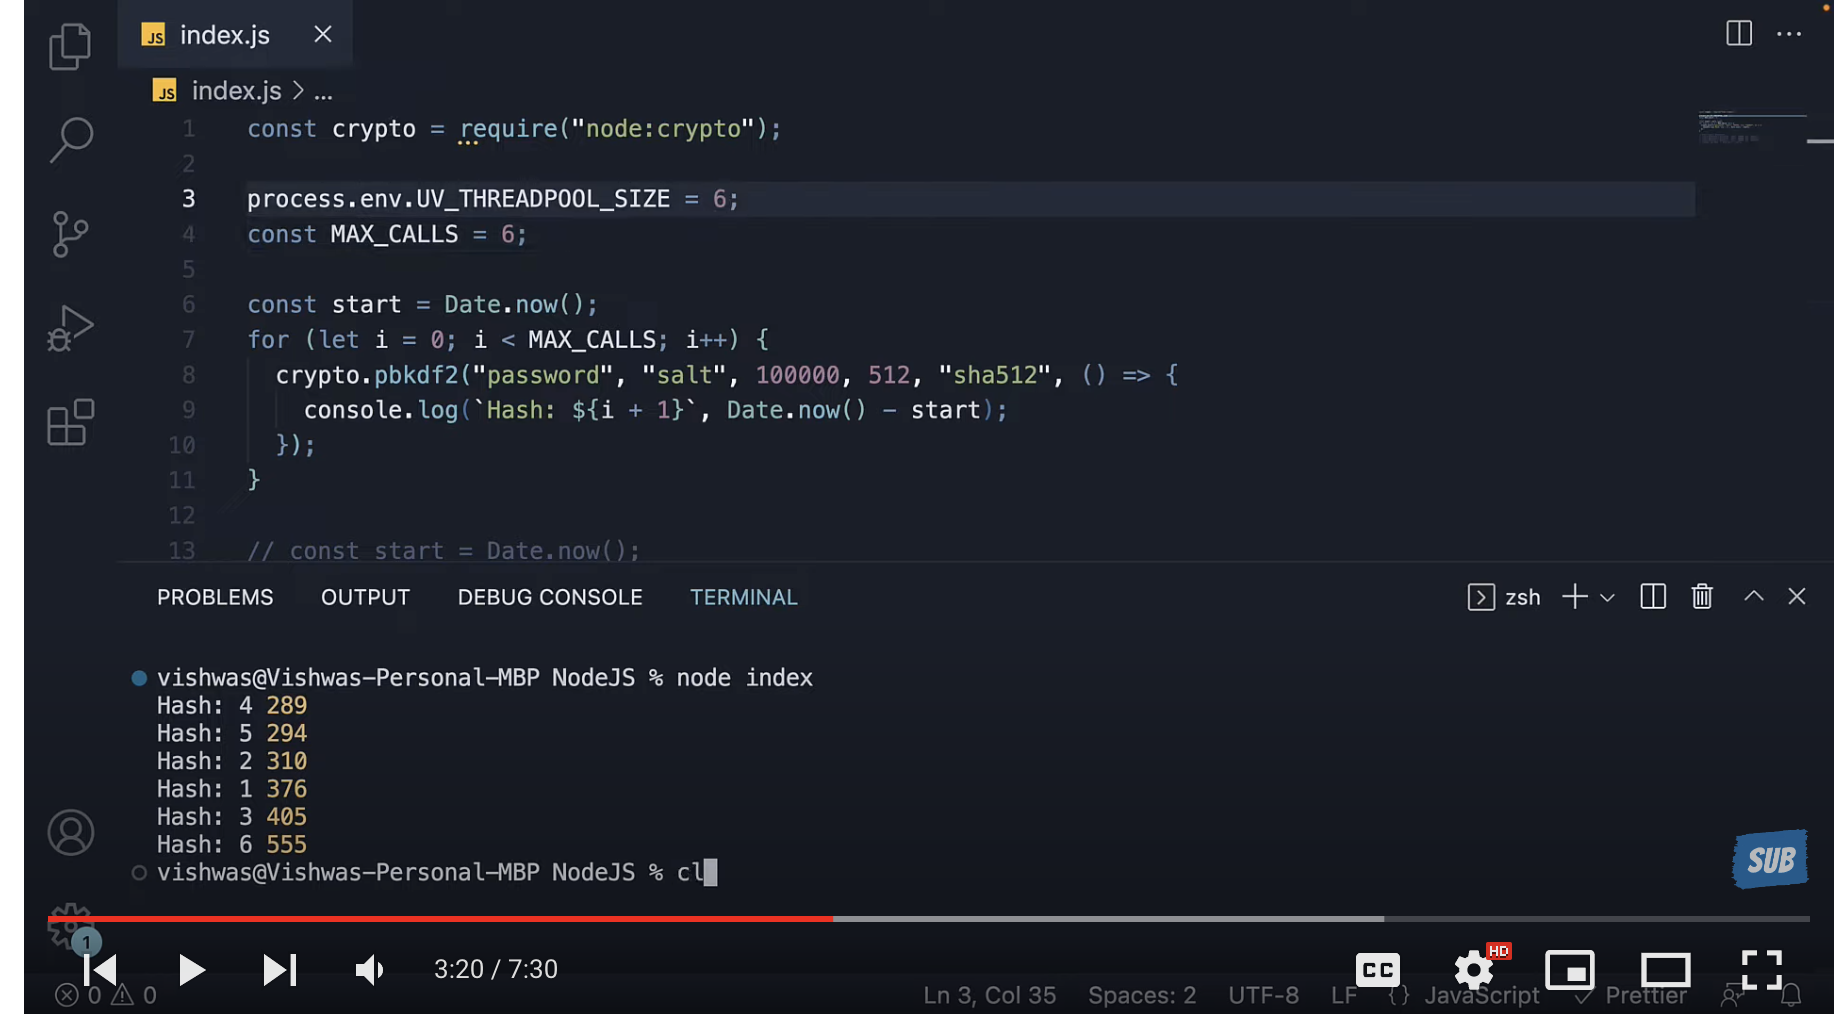 JS index.js
JS index.js > ...
1 const crypto = require("node:crypto");
2
3 process.env.UV_THREADPOOL_SIZE = 6;
4 const MAX_CALLS = 6;
5
6 const start = Date.now();
7 for (let i = 0; i < MAX_CALLS; i++) {
8 crypto.pbkdf2("password", "salt", 100000, 512, "sha512", () => {
9 console.log(`Hash: ${i + 1}`, Date.now() - start);
10 });
11 }
12
13 // const start = Date.now();
PROBLEMS OUTPUT DEBUG CONSOLE TERMINAL zsh
vishwas@Vishwas-Personal-MBP NodeJS % node index
Hash: 4 289
Hash: 5 294
Hash: 2 310
Hash: 1 376
Hash: 3 405
Hash: 6 555
vishwas@Vishwas-Personal-MBP NodeJS % cl
SUB
1
3:20 / 7:30 CC HD
0 0 Ln 3, Col 35 Spaces: 2 UTF-8 LF {} JavaScript Prettier